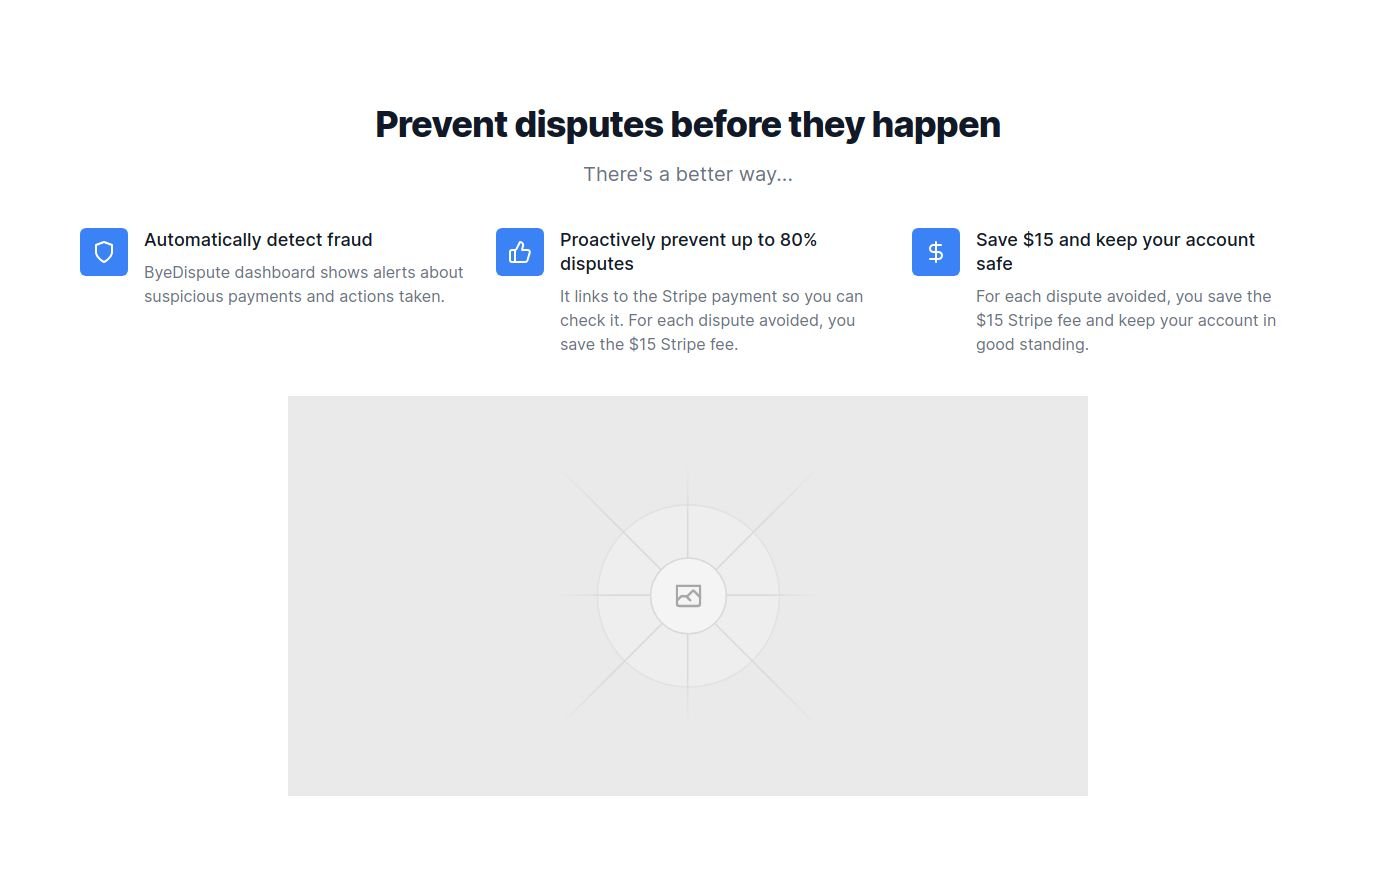 Prevent disputes before they happen
There's a better way...
Automatically detect fraud
ByeDispute dashboard shows alerts about
suspicious payments and actions taken.
Proactively prevent up to 80%
disputes
It links to the Stripe payment so you can
check it. For each dispute avoided, you
save the $15 Stripe fee.
Save $15 and keep your account
safe
For each dispute avoided, you save the
$15 Stripe fee and keep your account in
good standing.